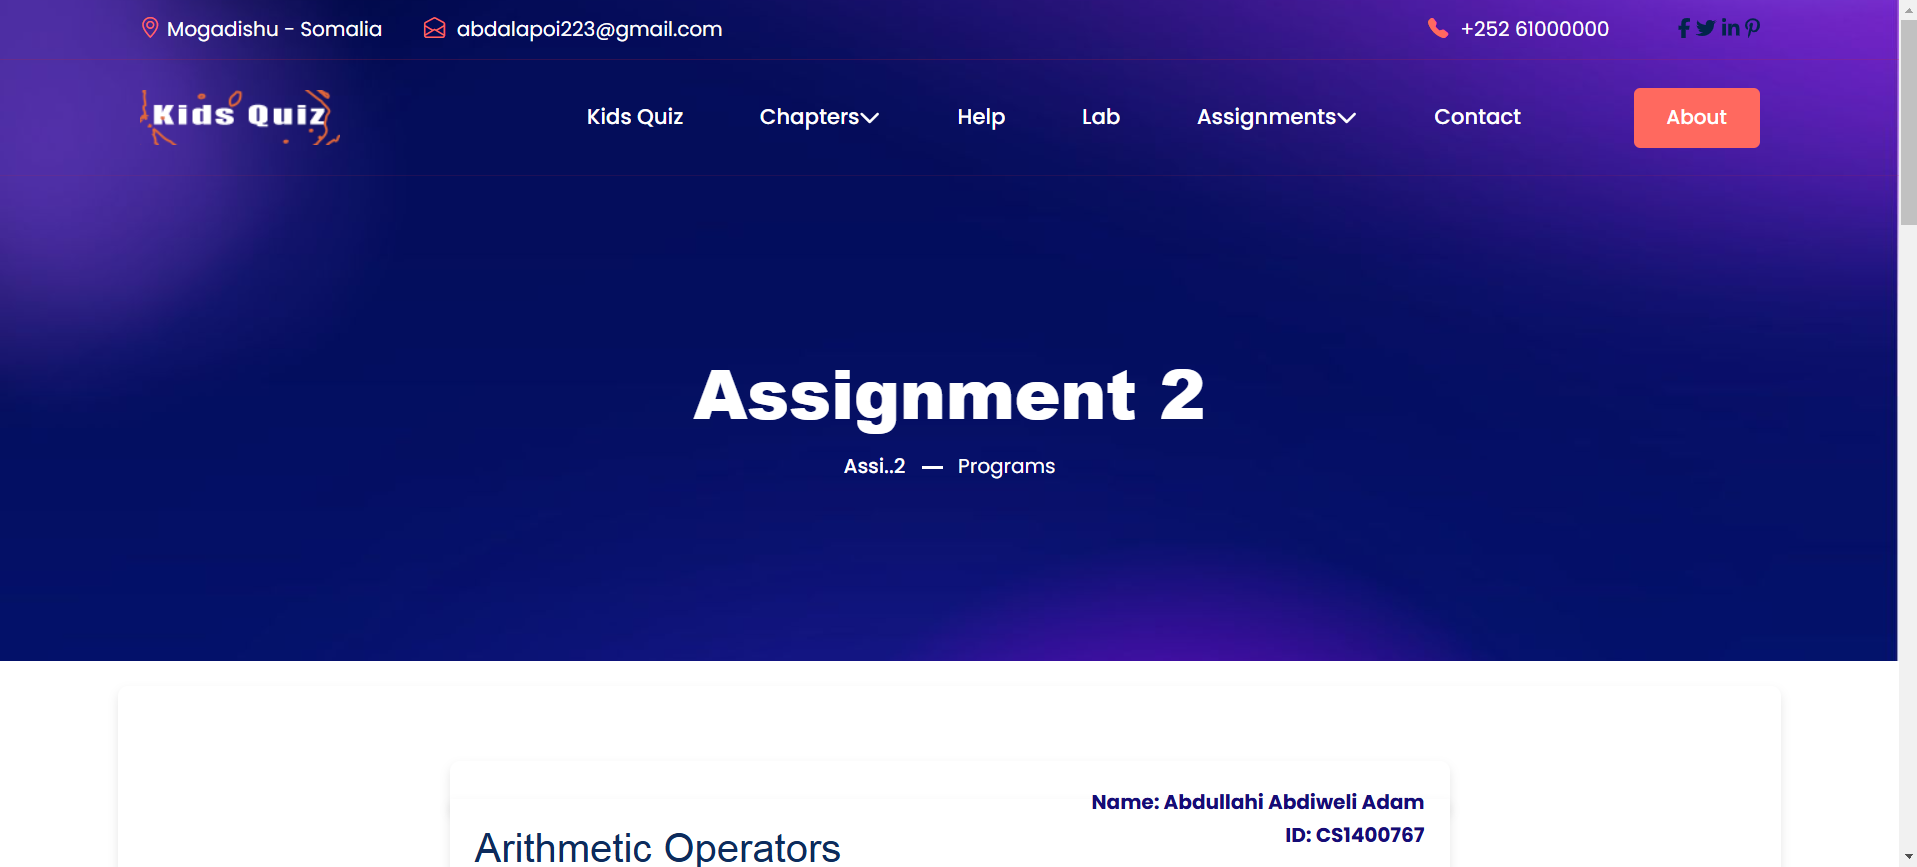 Mogadishu - Somalia abdalapoi223@gmail.com +252 61000000
Kids Quiz Kids Quiz Chapters Help Lab Assignments Contact About
Assignment 2
Assi..2 — Programs
Name: Abdullahi Abdiweli Adam
ID: CS1400767
Arithmetic Operators